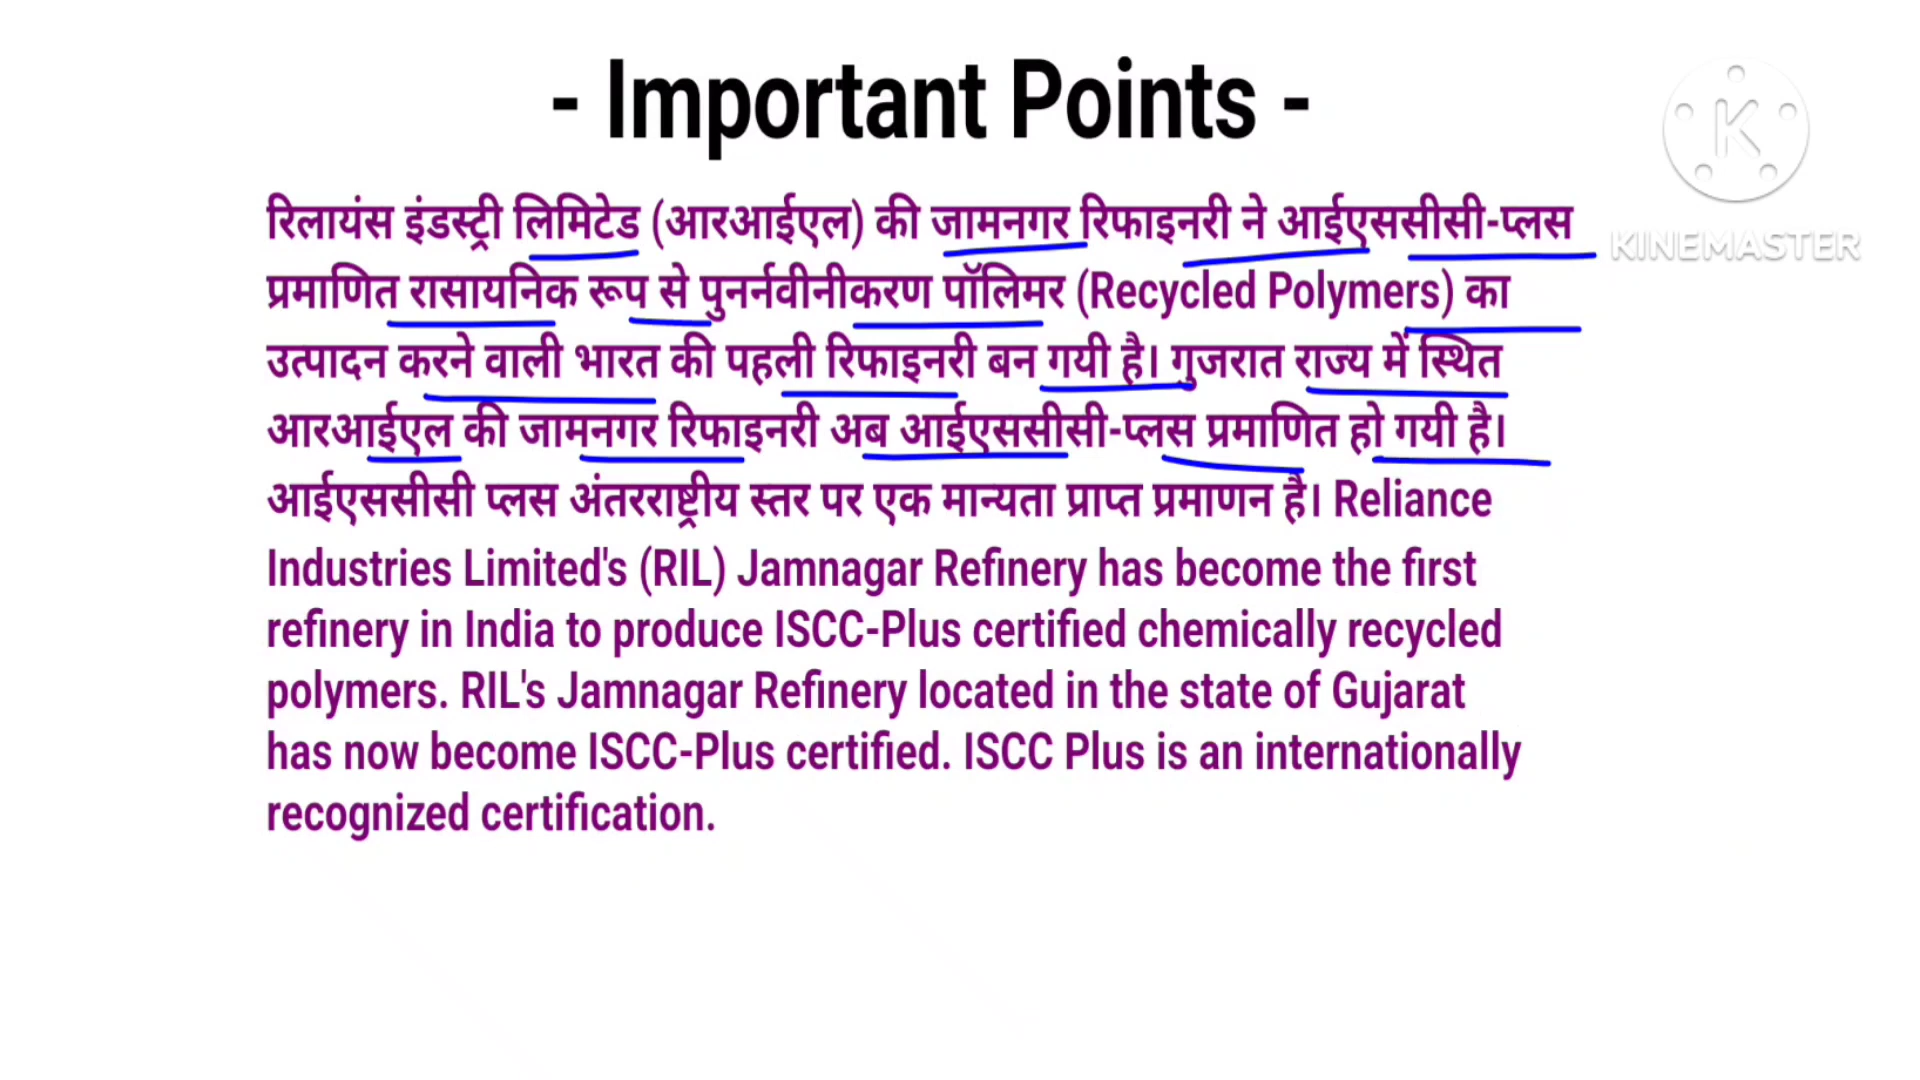 - Important Points -
रिलायंस इंडस्ट्री लिमिटेड (आरआईएल) की जामनगर रिफाइनरी ने आईएससीसी-प्लस
प्रमाणित रासायनिक रूप से पुनर्नवीनीकरण पॉलिमर (Recycled Polymers) का
उत्पादन करने वाली भारत की पहली रिफाइनरी बन गयी है। गुजरात राज्य में स्थित
आरआईएल की जामनगर रिफाइनरी अब आईएससीसी-प्लस प्रमाणित हो गयी है।
आईएससीसी प्लस अंतरराष्ट्रीय स्तर पर एक मान्यता प्राप्त प्रमाणन है। Reliance
Industries Limited's (RIL) Jamnagar Refinery has become the first
refinery in India to produce ISCC-Plus certified chemically recycled
polymers. RIL's Jamnagar Refinery located in the state of Gujarat
has now become ISCC-Plus certified. ISCC Plus is an internationally
recognized certification.
K
KINEMASTER